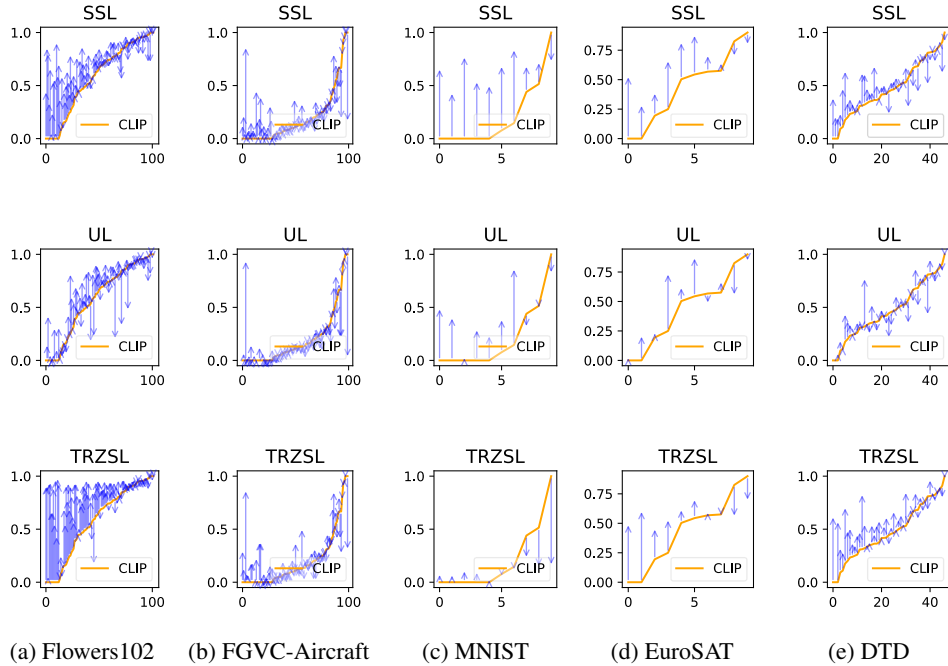 SSL SSL SSL SSL SSL
1.0 1.0 1.0 0.75 1.0
0.5 0.5 0.5 0.50 0.5
0.25
0.0 0.0 0.0 0.00 0.0
CLIP CLIP CLIP CLIP CLIP
0 100 0 100 5 0 5 0 20 40
UL UL UL UL UL
1.0 1.0 1.0 0.75 1.0
0.5 0.5 0.5 0.50 0.5
0.25
0.0 0.0 0.0 0.00 0.0
CLIP CLIP CLIP CLIP CLIP
0 100 0 100 5 0 5 0 20 40
TRZSL TRZSL TRZSL TRZSL TRZSL
1.0 1.0 1.0 0.75 1.0
0.5 0.5 0.5 0.50 0.5
0.25
0.0 0.0 0.0 0.00 0.0
CLIP CLIP CLIP CLIP CLIP
0 100 0 100 5 0 5 0 20 40
(a) Flowers102 (b) FGVC-Aircraft (c) MNIST (d) EuroSAT (e) DTD